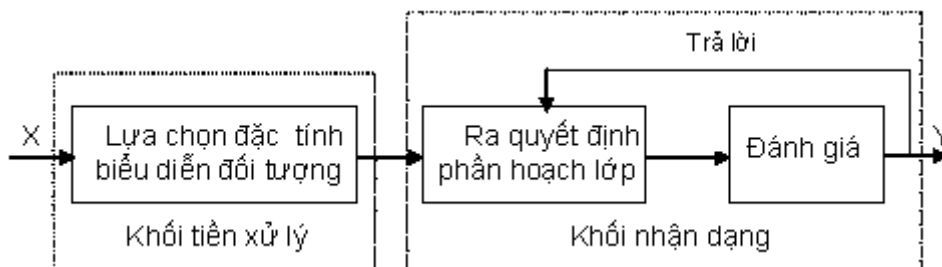 Trả lời
X
Lựa chọn đặc tính
biểu diễn đối tượng
Ra quyết định
phần hoạch lớp
Đánh giá
Y
Khối tiền xử lý
Khối nhận dạng